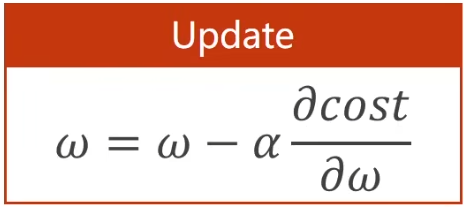 Update
ω = ω − α ∂cost/∂ω